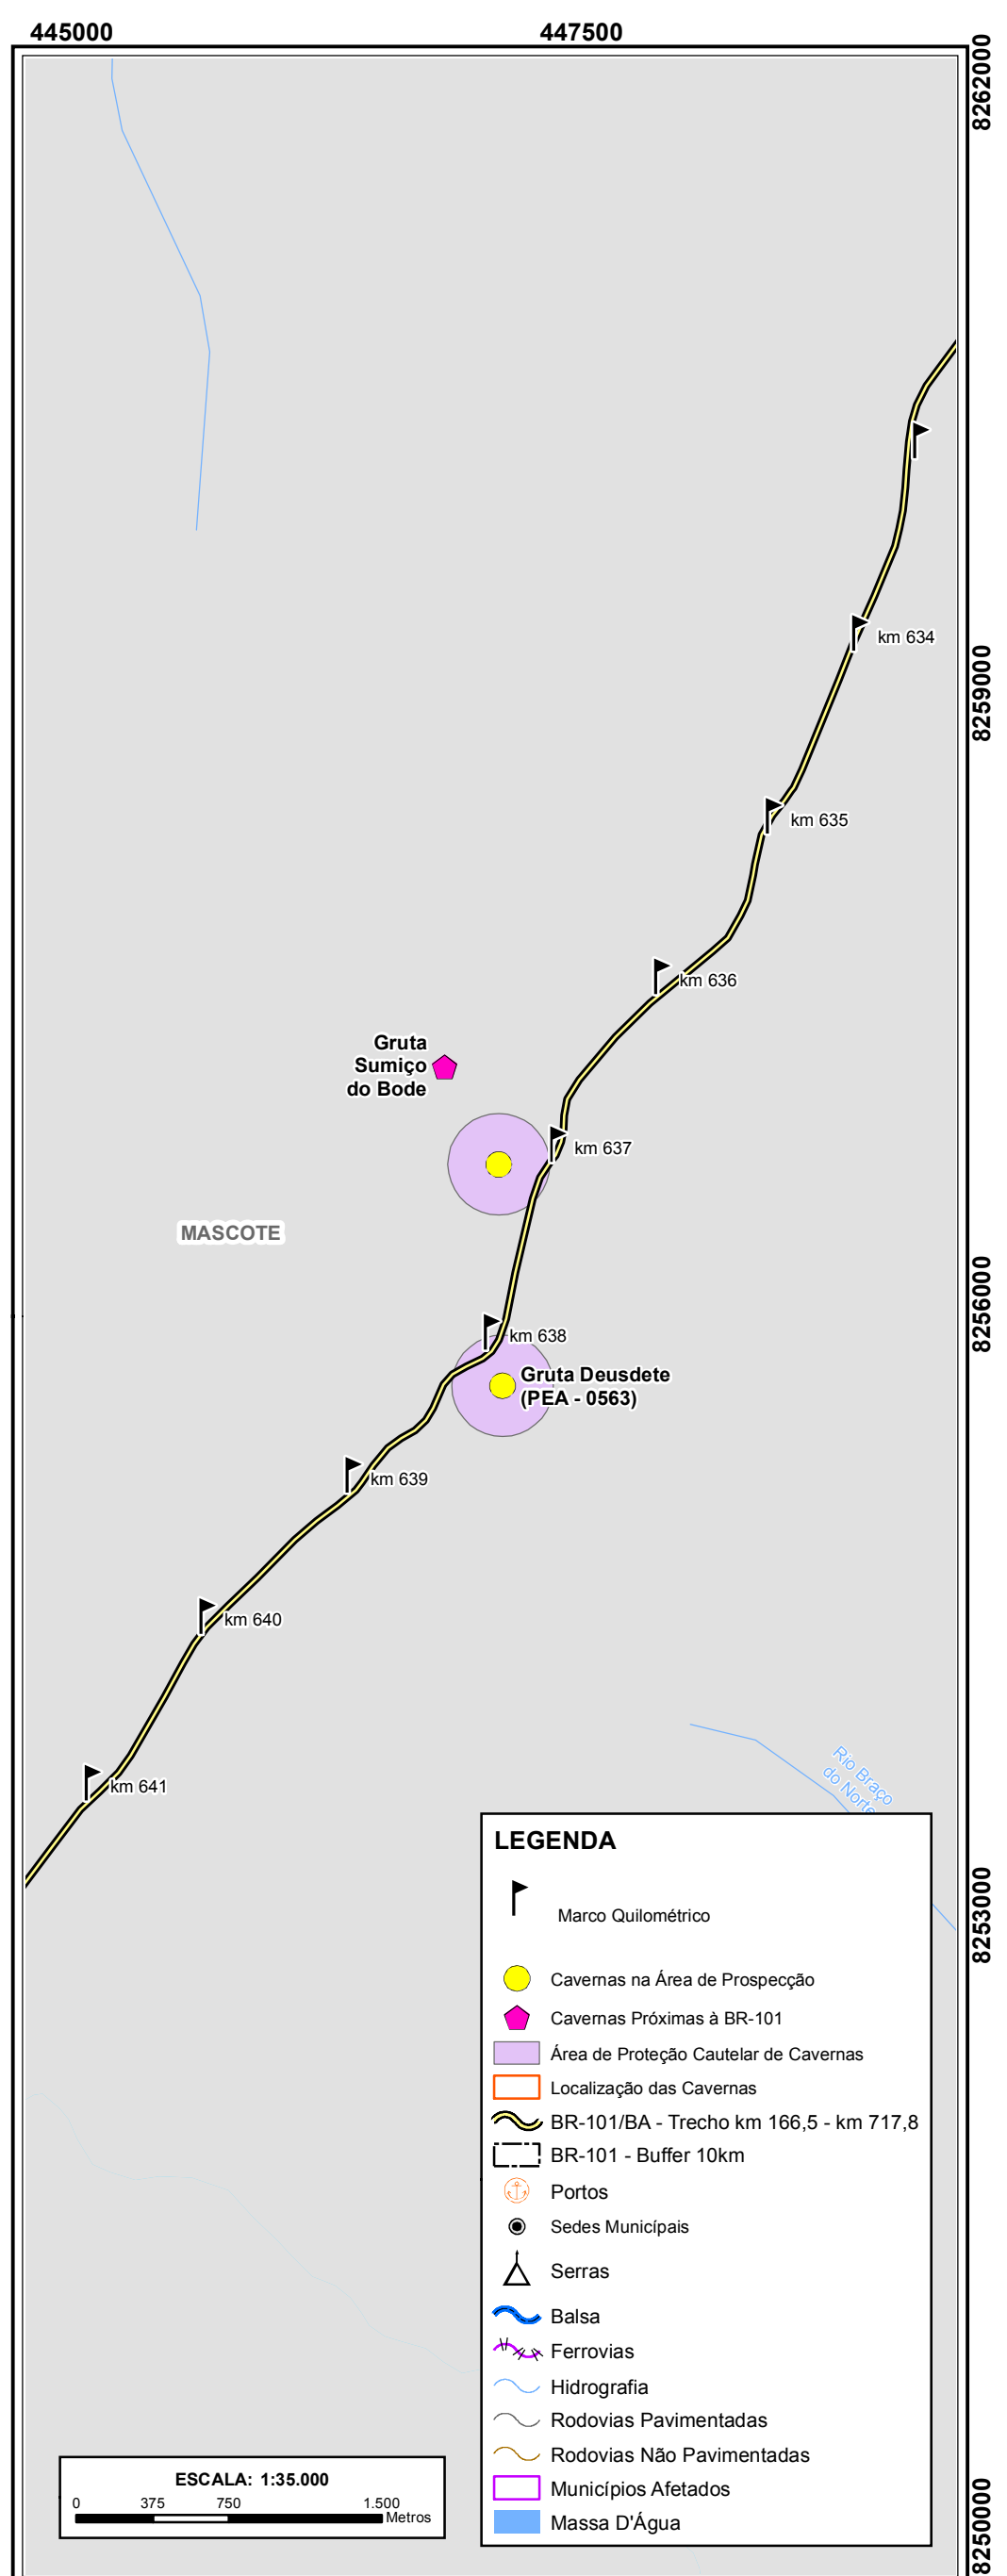 445000
447500
8262000
km 634
8259000
km 635
km 636
Gruta
Sumiço
do Bode
km 637
MASCOTE
8256000
km 638
Gruta Deusdete
(PEA - 0563)
km 639
km 640
km 641
Rio Braço
do Norte
8253000
LEGENDA
Marco Quilométrico
Cavernas na Área de Prospecção
Cavernas Próximas à BR-101
Área de Proteção Cautelar de Cavernas
Localização das Cavernas
BR-101/BA - Trecho km 166,5 - km 717,8
BR-101 - Buffer 10km
Portos
Sedes Municípais
Serras
Balsa
Ferrovias
Hidrografia
Rodovias Pavimentadas
Rodovias Não Pavimentadas
Municípios Afetados
Massa D'Água
ESCALA: 1:35.000
0 375 750 1.500
Metros
8250000